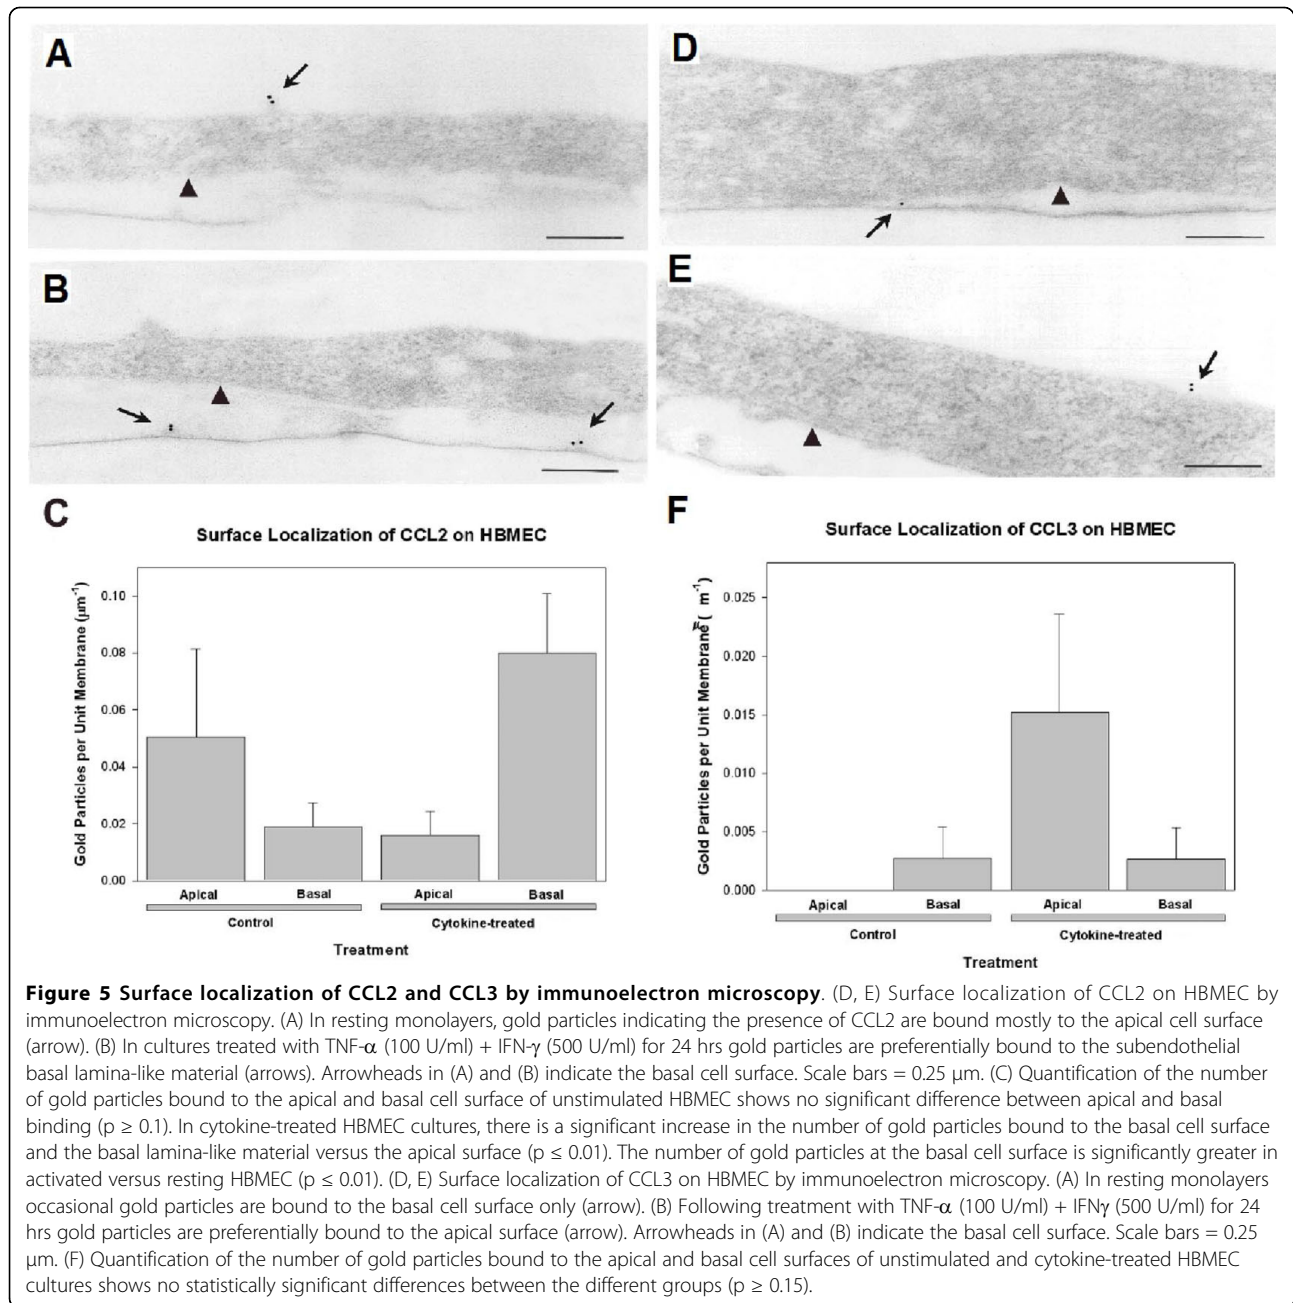 A
D
B
E
C
Surface Localization of CCL2 on HBMEC
Gold Particles per Unit Membrane (µm⁻¹)
0.10
0.08
0.06
0.04
0.02
0.00
Apical
Basal
Apical
Basal
Control
Cytokine-treated
Treatment
F
Surface Localization of CCL3 on HBMEC
Gold Particles per Unit Membrane (µm⁻¹)
0.025
0.020
0.015
0.010
0.005
0.000
Apical
Basal
Apical
Basal
Control
Cytokine-treated
Treatment
Figure 5 Surface localization of CCL2 and CCL3 by immunoelectron microscopy. (D, E) Surface localization of CCL2 on HBMEC by
immunoelectron microscopy. (A) In resting monolayers, gold particles indicating the presence of CCL2 are bound mostly to the apical cell surface
(arrow). (B) In cultures treated with TNF-α (100 U/ml) + IFN-γ (500 U/ml) for 24 hrs gold particles are preferentially bound to the subendothelial
basal lamina-like material (arrows). Arrowheads in (A) and (B) indicate the basal cell surface. Scale bars = 0.25 μm. (C) Quantification of the number
of gold particles bound to the apical and basal cell surface of unstimulated HBMEC shows no significant difference between apical and basal
binding (p ≥ 0.1). In cytokine-treated HBMEC cultures, there is a significant increase in the number of gold particles bound to the basal cell surface
and the basal lamina-like material versus the apical surface (p ≤ 0.01). The number of gold particles at the basal cell surface is significantly greater in
activated versus resting HBMEC (p ≤ 0.01). (D, E) Surface localization of CCL3 on HBMEC by immunoelectron microscopy. (A) In resting monolayers
occasional gold particles are bound to the basal cell surface only (arrow). (B) Following treatment with TNF-α (100 U/ml) + IFNγ (500 U/ml) for 24
hrs gold particles are preferentially bound to the apical surface (arrow). Arrowheads in (A) and (B) indicate the basal cell surface. Scale bars = 0.25
μm. (F) Quantification of the number of gold particles bound to the apical and basal cell surfaces of unstimulated and cytokine-treated HBMEC
cultures shows no statistically significant differences between the different groups (p ≥ 0.15).